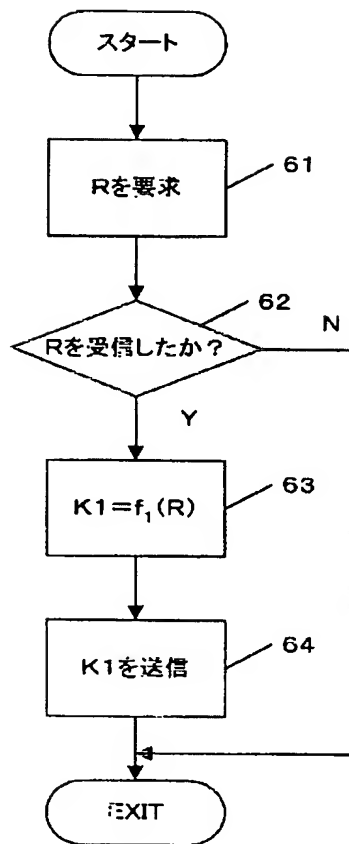 スタート
Rを要求
61
62
Rを受信したか？
N
Y
K1＝f₁(R)
63
K1を送信
64
EXIT